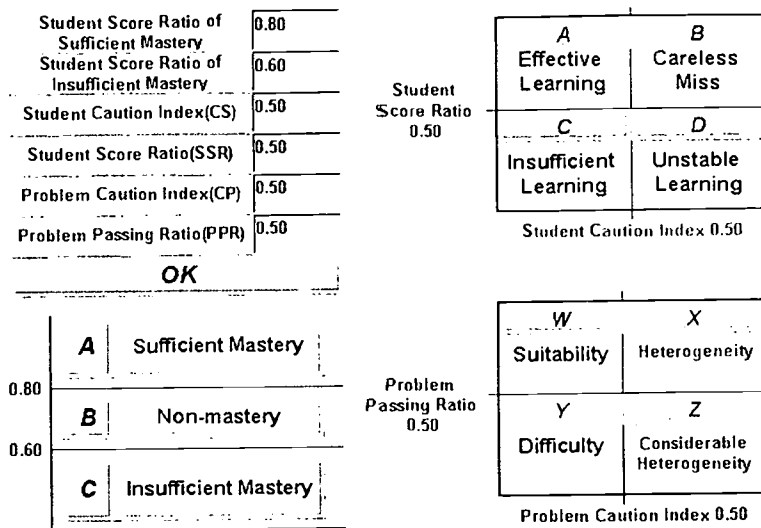 Student Score Ratio of
Sufficient Mastery
0.80
Student Score Ratio of
Insufficient Mastery
0.60
Student Caution Index(CS)
0.50
Student Score Ratio(SSR)
0.50
Problem Caution Index(CP)
0.50
Problem Passing Ratio(PPR)
0.50
OK
A Sufficient Mastery
0.80
B Non-mastery
0.60
C Insufficient Mastery
Student
Score Ratio
0.50
A B
Effective Careless
Learning Miss
C D
Insufficient Unstable
Learning Learning
Student Caution Index 0.50
Problem
Passing Ratio
0.50
W X
Suitability Heterogeneity
Y Z
Difficulty Considerable
Heterogeneity
Problem Caution Index 0.50